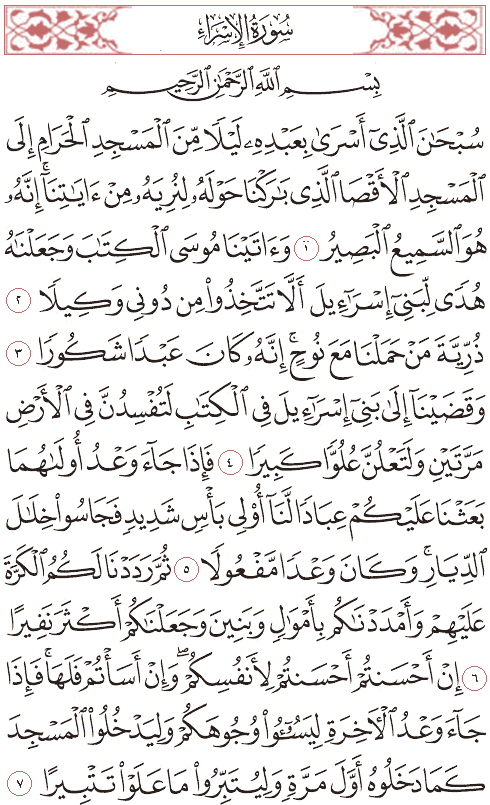 سُورَةُ الإِسْرَاءِ
بِسْمِ ٱللَّهِ ٱلرَّحْمَٰنِ ٱلرَّحِيمِ
سُبْحَٰنَ ٱلَّذِىٓ أَسْرَىٰ بِعَبْدِهِۦ لَيْلًا مِّنَ ٱلْمَسْجِدِ ٱلْحَرَامِ إِلَى
ٱلْمَسْجِدِ ٱلْأَقْصَا ٱلَّذِى بَٰرَكْنَا حَوْلَهُۥ لِنُرِيَهُۥ مِنْ ءَايَٰتِنَآ ۚ إِنَّهُۥ
هُوَ ٱلسَّمِيعُ ٱلْبَصِيرُ ١ وَءَاتَيْنَا مُوسَى ٱلْكِتَٰبَ وَجَعَلْنَٰهُ
هُدًى لِّبَنِىٓ إِسْرَٰٓءِيلَ أَلَّا تَتَّخِذُوا۟ مِن دُونِى وَكِيلًا ٢
ذُرِّيَّةَ مَنْ حَمَلْنَا مَعَ نُوحٍ ۚ إِنَّهُۥ كَانَ عَبْدًا شَكُورًا ٣
وَقَضَيْنَآ إِلَىٰ بَنِىٓ إِسْرَٰٓءِيلَ فِى ٱلْكِتَٰبِ لَتُفْسِدُنَّ فِى ٱلْأَرْضِ
مَرَّتَيْنِ وَلَتَعْلُنَّ عُلُوًّا كَبِيرًا ٤ فَإِذَا جَآءَ وَعْدُ أُولَىٰهُمَا
بَعَثْنَا عَلَيْكُمْ عِبَادًا لَّنَآ أُو۟لِى بَأْسٍ شَدِيدٍ فَجَاسُوا۟ خِلَٰلَ
ٱلدِّيَارِ ۚ وَكَانَ وَعْدًا مَّفْعُولًا ٥ ثُمَّ رَدَدْنَا لَكُمُ ٱلْكَرَّةَ
عَلَيْهِمْ وَأَمْدَدْنَٰكُم بِأَمْوَٰلٍ وَبَنِينَ وَجَعَلْنَٰكُمْ أَكْثَرَ نَفِيرًا
٦ إِنْ أَحْسَنتُمْ أَحْسَنتُمْ لِأَنفُسِكُمْ ۖ وَإِنْ أَسَأْتُمْ فَلَهَا ۚ فَإِذَا
جَآءَ وَعْدُ ٱلْءَاخِرَةِ لِيَسُۥٓـُٔوا۟ وُجُوهَكُمْ وَلِيَدْخُلُوا۟ ٱلْمَسْجِدَ
كَمَا دَخَلُوهُ أَوَّلَ مَرَّةٍ وَلِيُتَبِّرُوا۟ مَا عَلَوْا۟ تَتْبِيرًا ٧